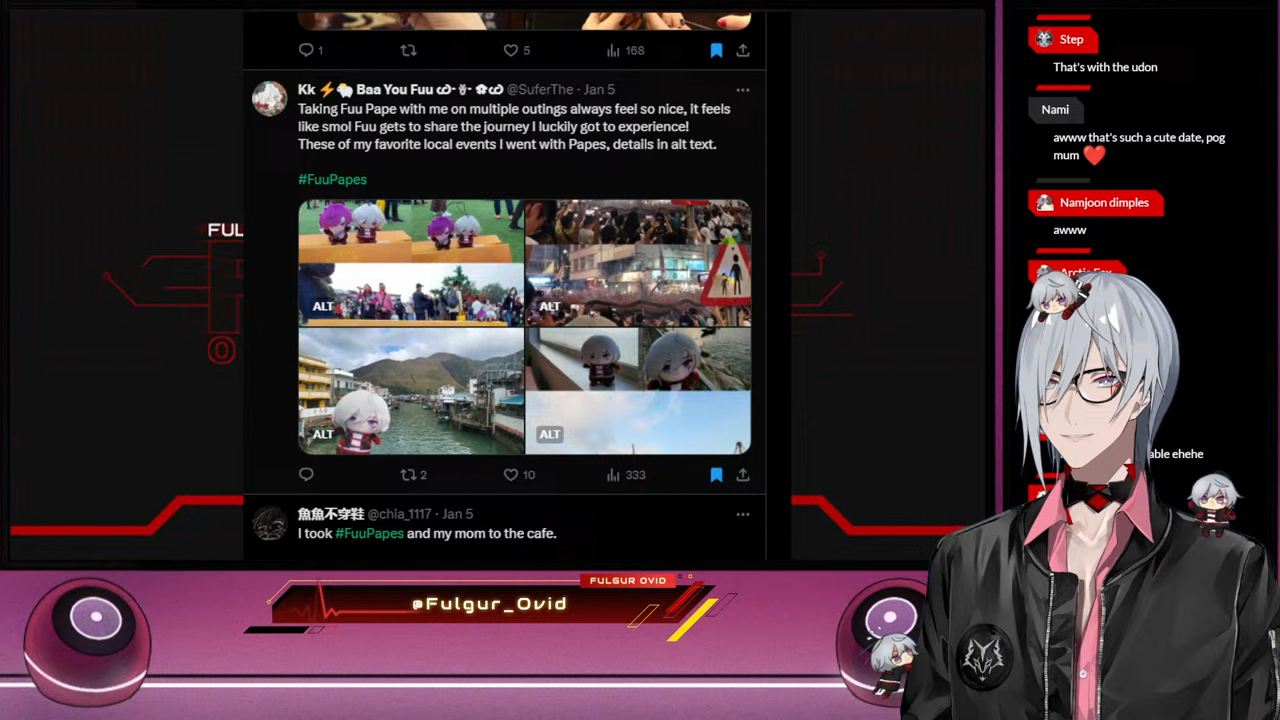 1
5
168
Kk ⚡🐑 Baa You Fuu @SuferThe · Jan 5
Taking Fuu Pape with me on multiple outings always feel so nice, it feels
like smol Fuu gets to share the journey I luckily got to experience!
These of my favorite local events I went with Papes, details in alt text.
#FuuPapes
ALT
ALT
ALT
ALT
2
10
333
魚魚不穿鞋 @chia_1117 · Jan 5
I took #FuuPapes and my mom to the cafe.
FUL
FULGUR OVID
@Fulgur_Ovid
Step
That's with the udon
Nami
awww that's such a cute date, pog
mum ❤️
Namjoon dimples
awww
Arctic Fox
able ehehe